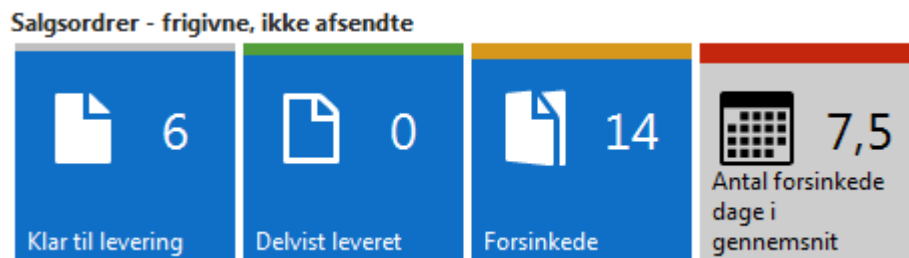 Salgsordrer - frigivne, ikke afsendte
6
Klar til levering
0
Delvist leveret
14
Forsinkede
7,5
Antal forsinkede
dage i
gennemsnit